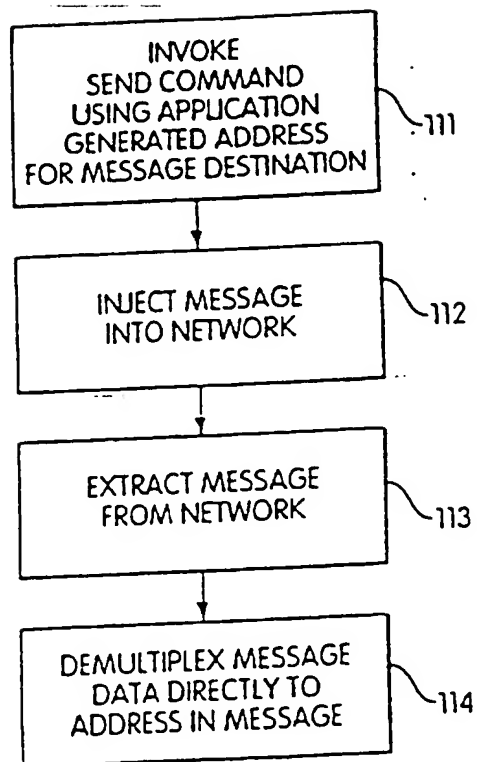 INVOKE
SEND COMMAND
USING APPLICATION
GENERATED ADDRESS
FOR MESSAGE DESTINATION
111
INJECT MESSAGE
INTO NETWORK
112
EXTRACT MESSAGE
FROM NETWORK
113
DEMULTIPLEX MESSAGE
DATA DIRECTLY TO
ADDRESS IN MESSAGE
114